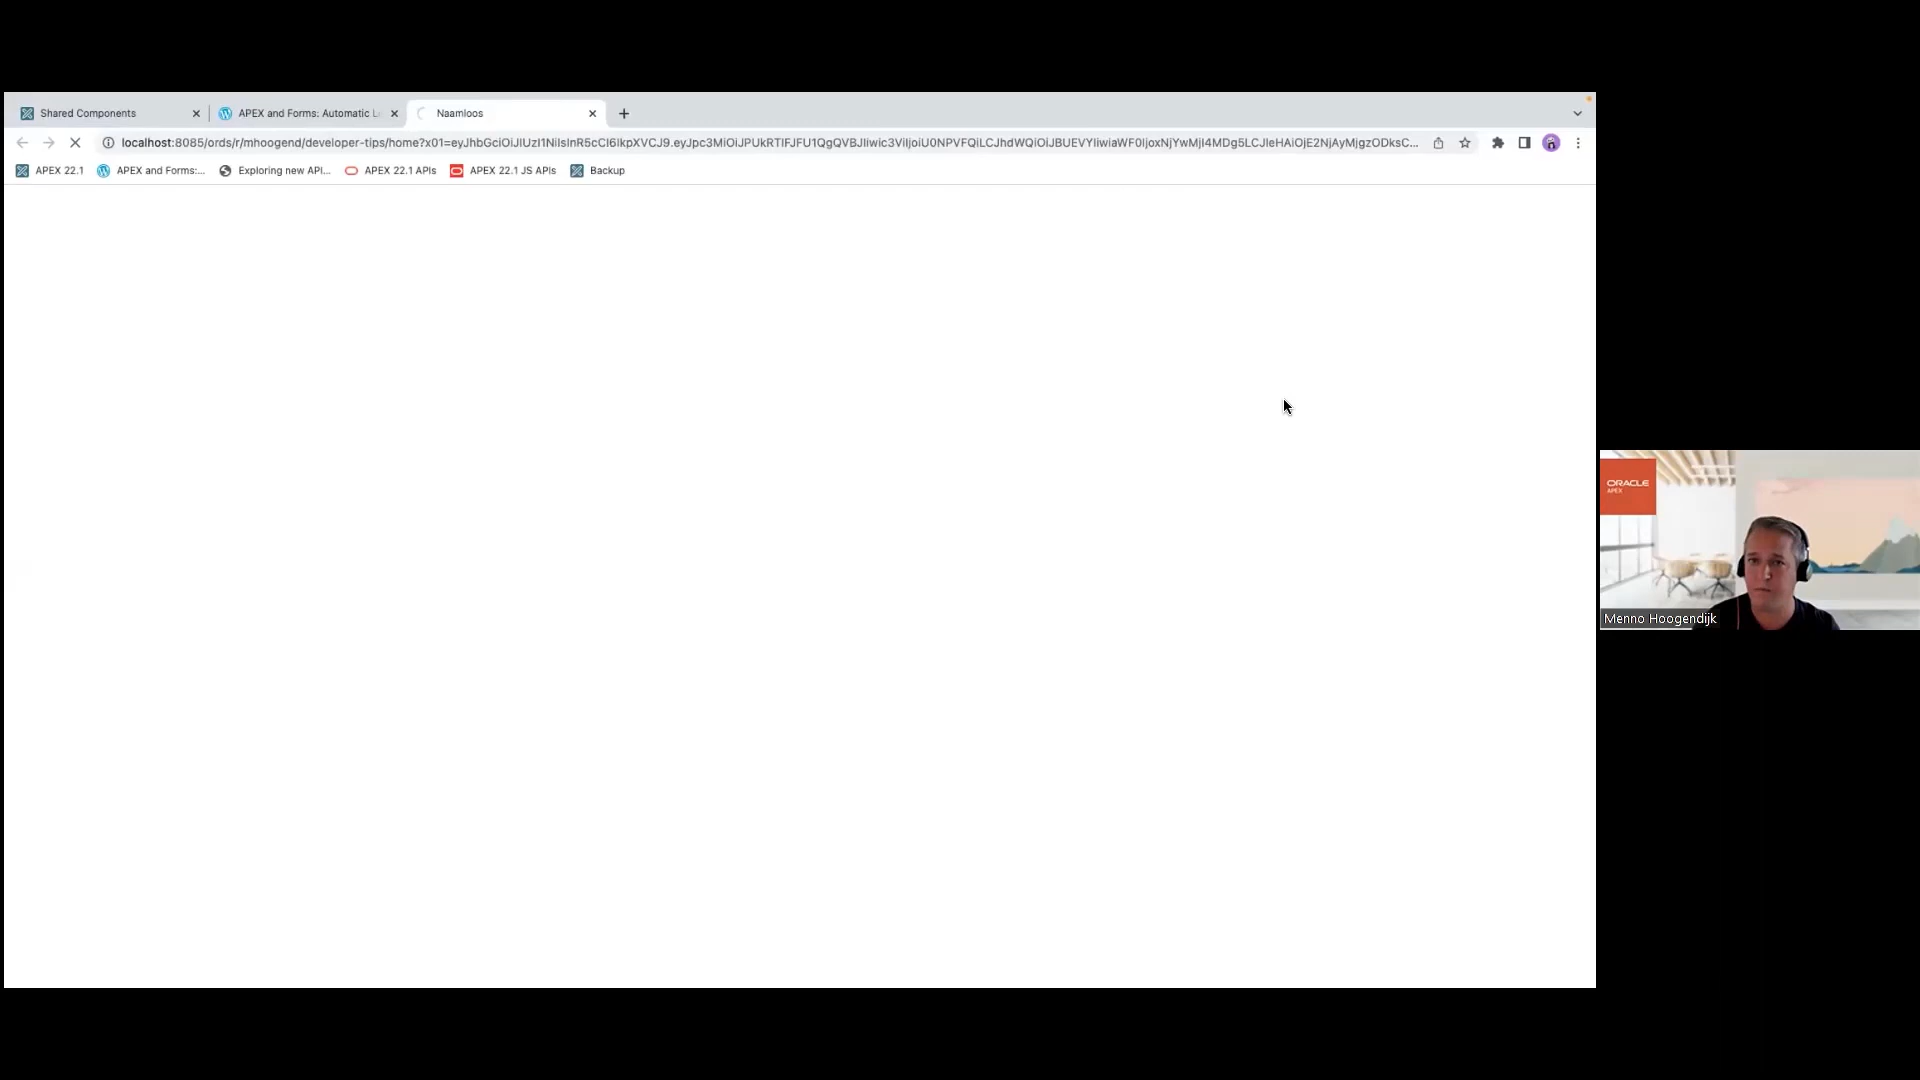 Shared Components
APEX and Forms: Automatic Le
Naamloos
localhost:8085/ords/r/mhoogend/developer-tips/home?x01=eyJhbGciOiJIUzI1NiIsInR5cCI6IkpXVCJ9.eyJpc3MiOiJPUkRTIFJFU1QgQVBJIiwic3ViIjoiU0NPVFQiLCJhdWQiOiJBUEVYIiwiaWF0IjoxNjYwMjI4MDg5LCJleHAiOjE2NjAyMjgzODksC...
APEX 22.1
APEX and Forms:...
Exploring new API...
APEX 22.1 APIs
APEX 22.1 JS APIs
Backup
ORACLE
APEX
Menno Hoogendijk